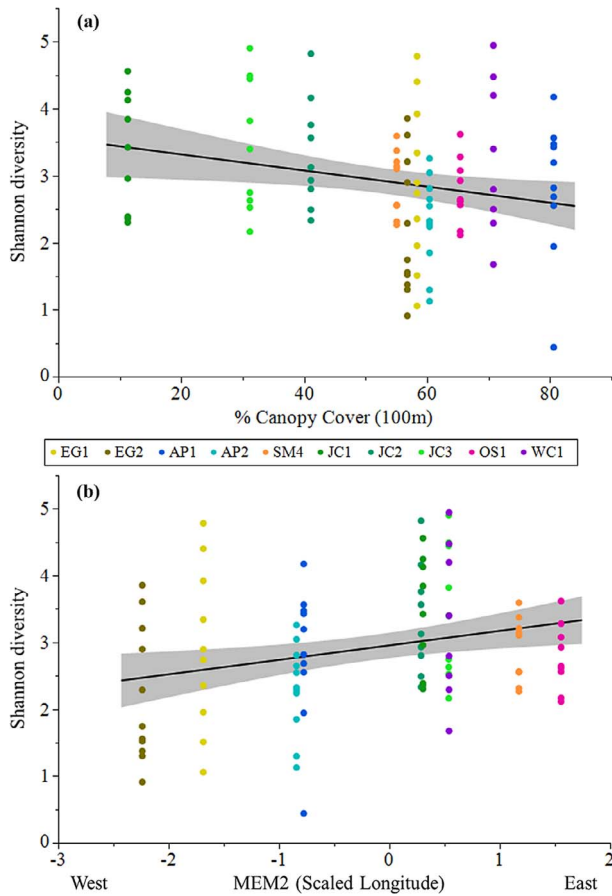 (a)
Shannon diversity
5
4
3
2
1
0
0 20 40 60 80
% Canopy Cover (100m)
EG1 EG2 AP1 AP2 SM4 JC1 JC2 JC3 OS1 WC1
(b)
Shannon diversity
5
4
3
2
1
0
-3 -2 -1 0 1 2
West MEM2 (Scaled Longitude) East